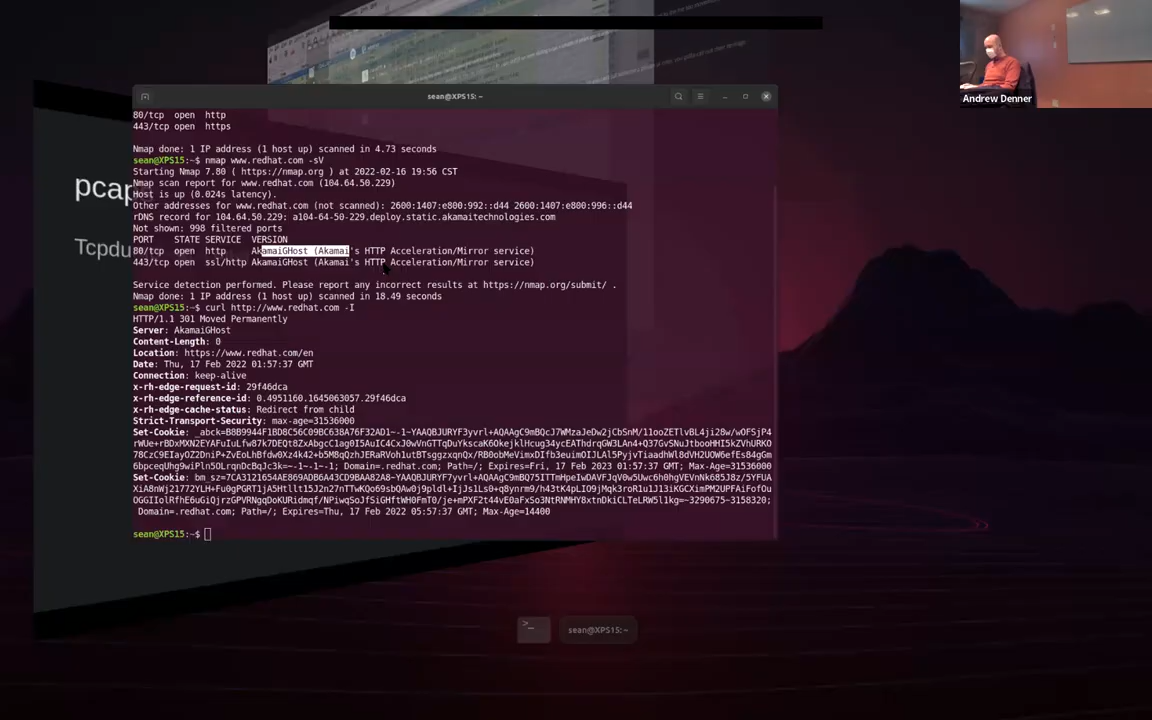 sean@XPS15: ~
Andrew Denner
80/tcp open http
443/tcp open https
Nmap done: 1 IP address (1 host up) scanned in 4.73 seconds
sean@XPS15:~$ nmap www.redhat.com -sV
Starting Nmap 7.80 ( https://nmap.org ) at 2022-02-16 19:56 CST
Nmap scan report for www.redhat.com (104.64.50.229)
Host is up (0.024s latency).
Other addresses for www.redhat.com (not scanned): 2600:1407:e800:992::d44 2600:1407:e800:996::d44
rDNS record for 104.64.50.229: a104-64-50-229.deploy.static.akamaitechnologies.com
Not shown: 998 filtered ports
PORT STATE SERVICE VERSION
80/tcp open http AkamaiGHost (Akamai's HTTP Acceleration/Mirror service)
443/tcp open ssl/http AkamaiGHost (Akamai's HTTP Acceleration/Mirror service)
Service detection performed. Please report any incorrect results at https://nmap.org/submit/ .
Nmap done: 1 IP address (1 host up) scanned in 18.49 seconds
sean@XPS15:~$ curl http://www.redhat.com -I
HTTP/1.1 301 Moved Permanently
Server: AkamaiGHost
Content-Length: 0
Location: https://www.redhat.com/en
Date: Thu, 17 Feb 2022 01:57:37 GMT
Connection: keep-alive
x-rh-edge-request-id: 29f46dca
x-rh-edge-reference-id: 0.4951160.1645063057.29f46dca
x-rh-edge-cache-status: Redirect from child
Strict-Transport-Security: max-age=31536000
Set-Cookie:
Domain=.redhat.com; Path=/; Expires=Fri, 17 Feb 2023 01:57:37 GMT; Max-Age=31536000
Set-Cookie:
Domain=.redhat.com; Path=/; Expires=Thu, 17 Feb 2022 05:57:37 GMT; Max-Age=14400
sean@XPS15:~$
pcap
Tcpdu
sean@XPS15: ~